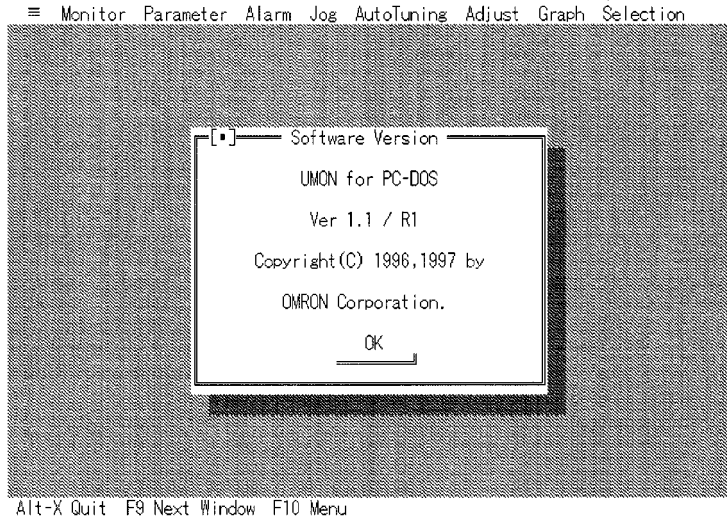 ≡ Monitor Parameter Alarm Jog AutoTuning Adjust Graph Selection
[▪] Software Version
UMON for PC-DOS
Ver 1.1 / R1
Copyright(C) 1996,1997 by
OMRON Corporation.
OK
Alt-X Quit F9 Next Window F10 Menu